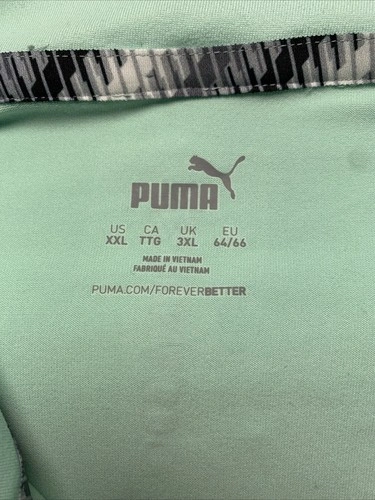 PUMA
US CA UK EU
XXL TTG 3XL 64/66
MADE IN VIETNAM
FABRIQUÉ AU VIETNAM
PUMA.COM/FOREVERBETTER